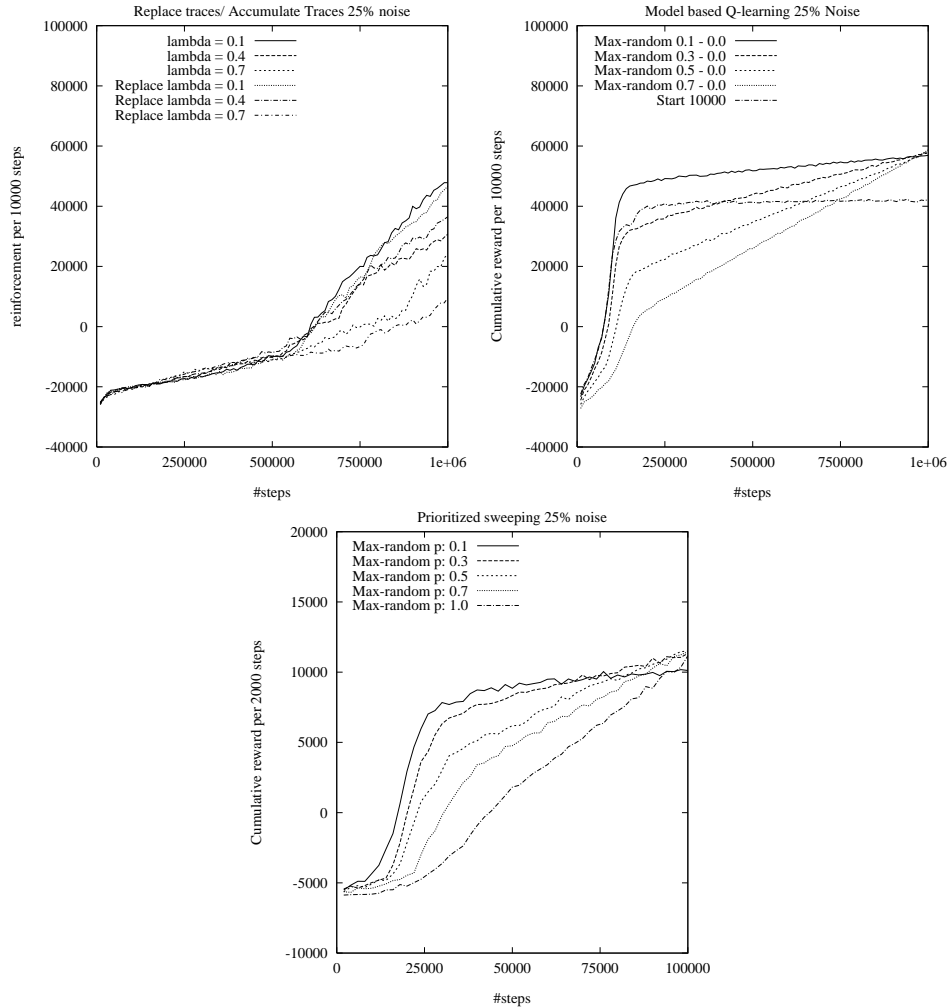 Replace traces/ Accumulate Traces 25% noise
100000
80000
60000
40000
20000
0
-20000
-40000
reinforcement per 10000 steps
lambda = 0.1
lambda = 0.4
lambda = 0.7
Replace lambda = 0.1
Replace lambda = 0.4
Replace lambda = 0.7
0
250000
500000
750000
1e+06
#steps
Model based Q-learning 25% Noise
100000
80000
60000
40000
20000
0
-20000
-40000
Cumulative reward per 10000 steps
Max-random 0.1 - 0.0
Max-random 0.3 - 0.0
Max-random 0.5 - 0.0
Max-random 0.7 - 0.0
Start 10000
0
250000
500000
750000
1e+06
#steps
Prioritized sweeping 25% noise
20000
15000
10000
5000
0
-5000
-10000
Cumulative reward per 2000 steps
Max-random p: 0.1
Max-random p: 0.3
Max-random p: 0.5
Max-random p: 0.7
Max-random p: 1.0
0
25000
50000
75000
100000
#steps